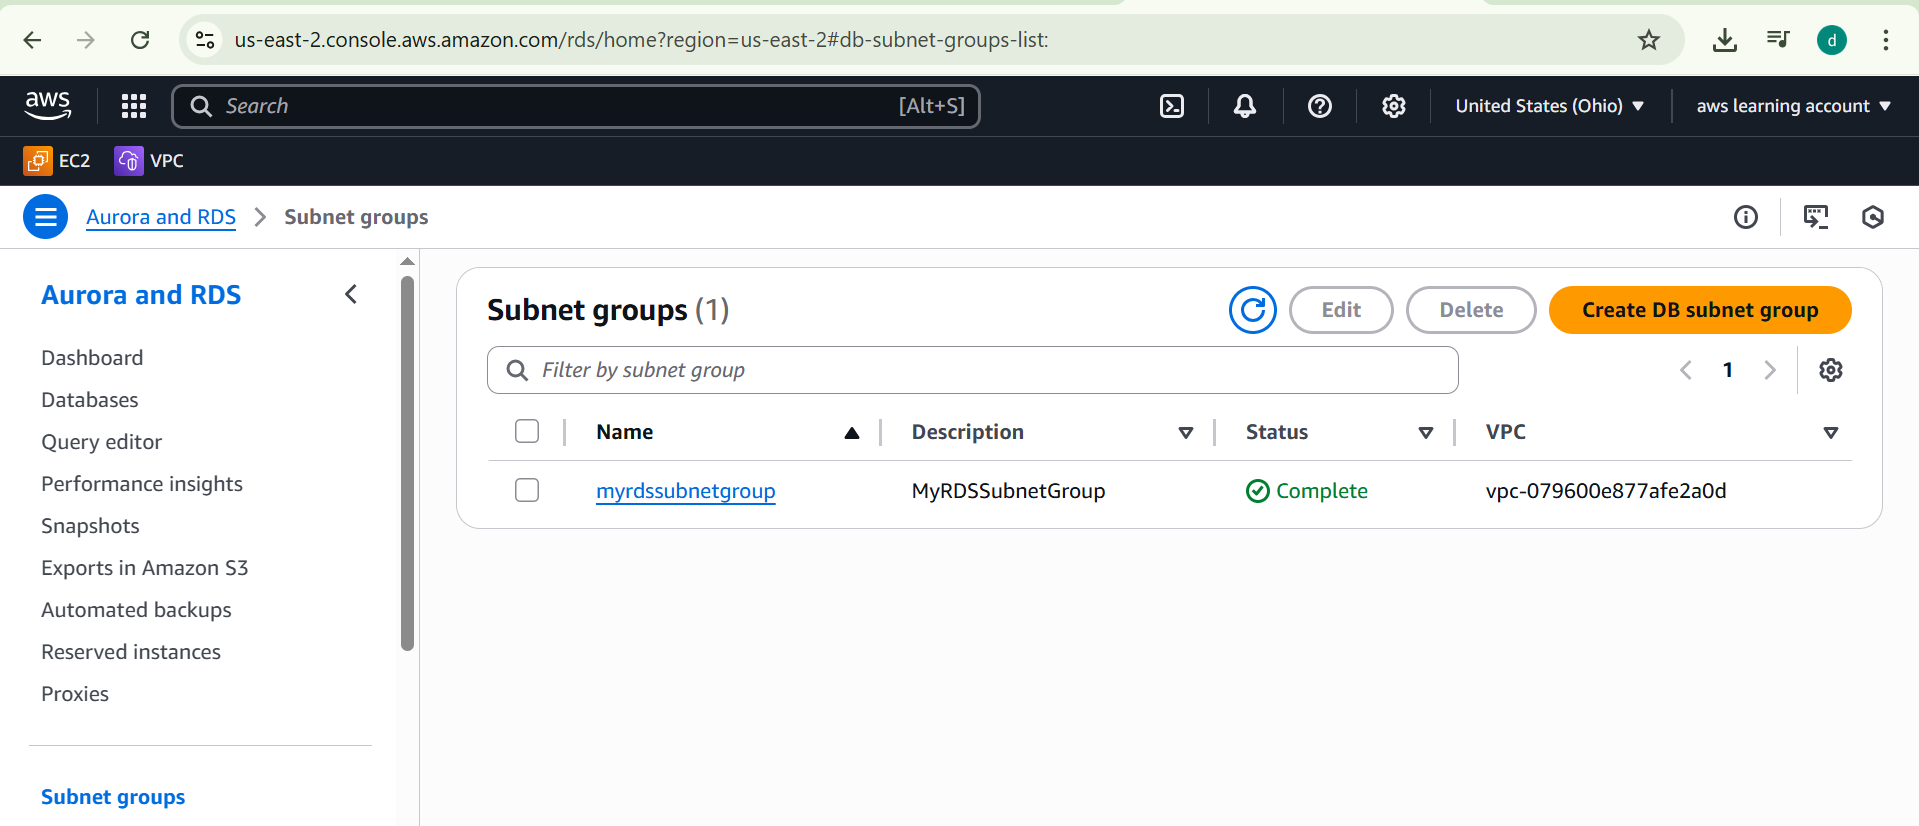 us-east-2.console.aws.amazon.com/rds/home?region=us-east-2#db-subnet-groups-list:
d
aws
Search
[Alt+S]
United States (Ohio)
aws learning account
EC2
VPC
Aurora and RDS > Subnet groups
Aurora and RDS
Dashboard
Databases
Query editor
Performance insights
Snapshots
Exports in Amazon S3
Automated backups
Reserved instances
Proxies
Subnet groups
Subnet groups (1)
Edit
Delete
Create DB subnet group
Filter by subnet group
1
Name
Description
Status
VPC
myrdssubnetgroup
MyRDSSubnetGroup
Complete
vpc-079600e877afe2a0d